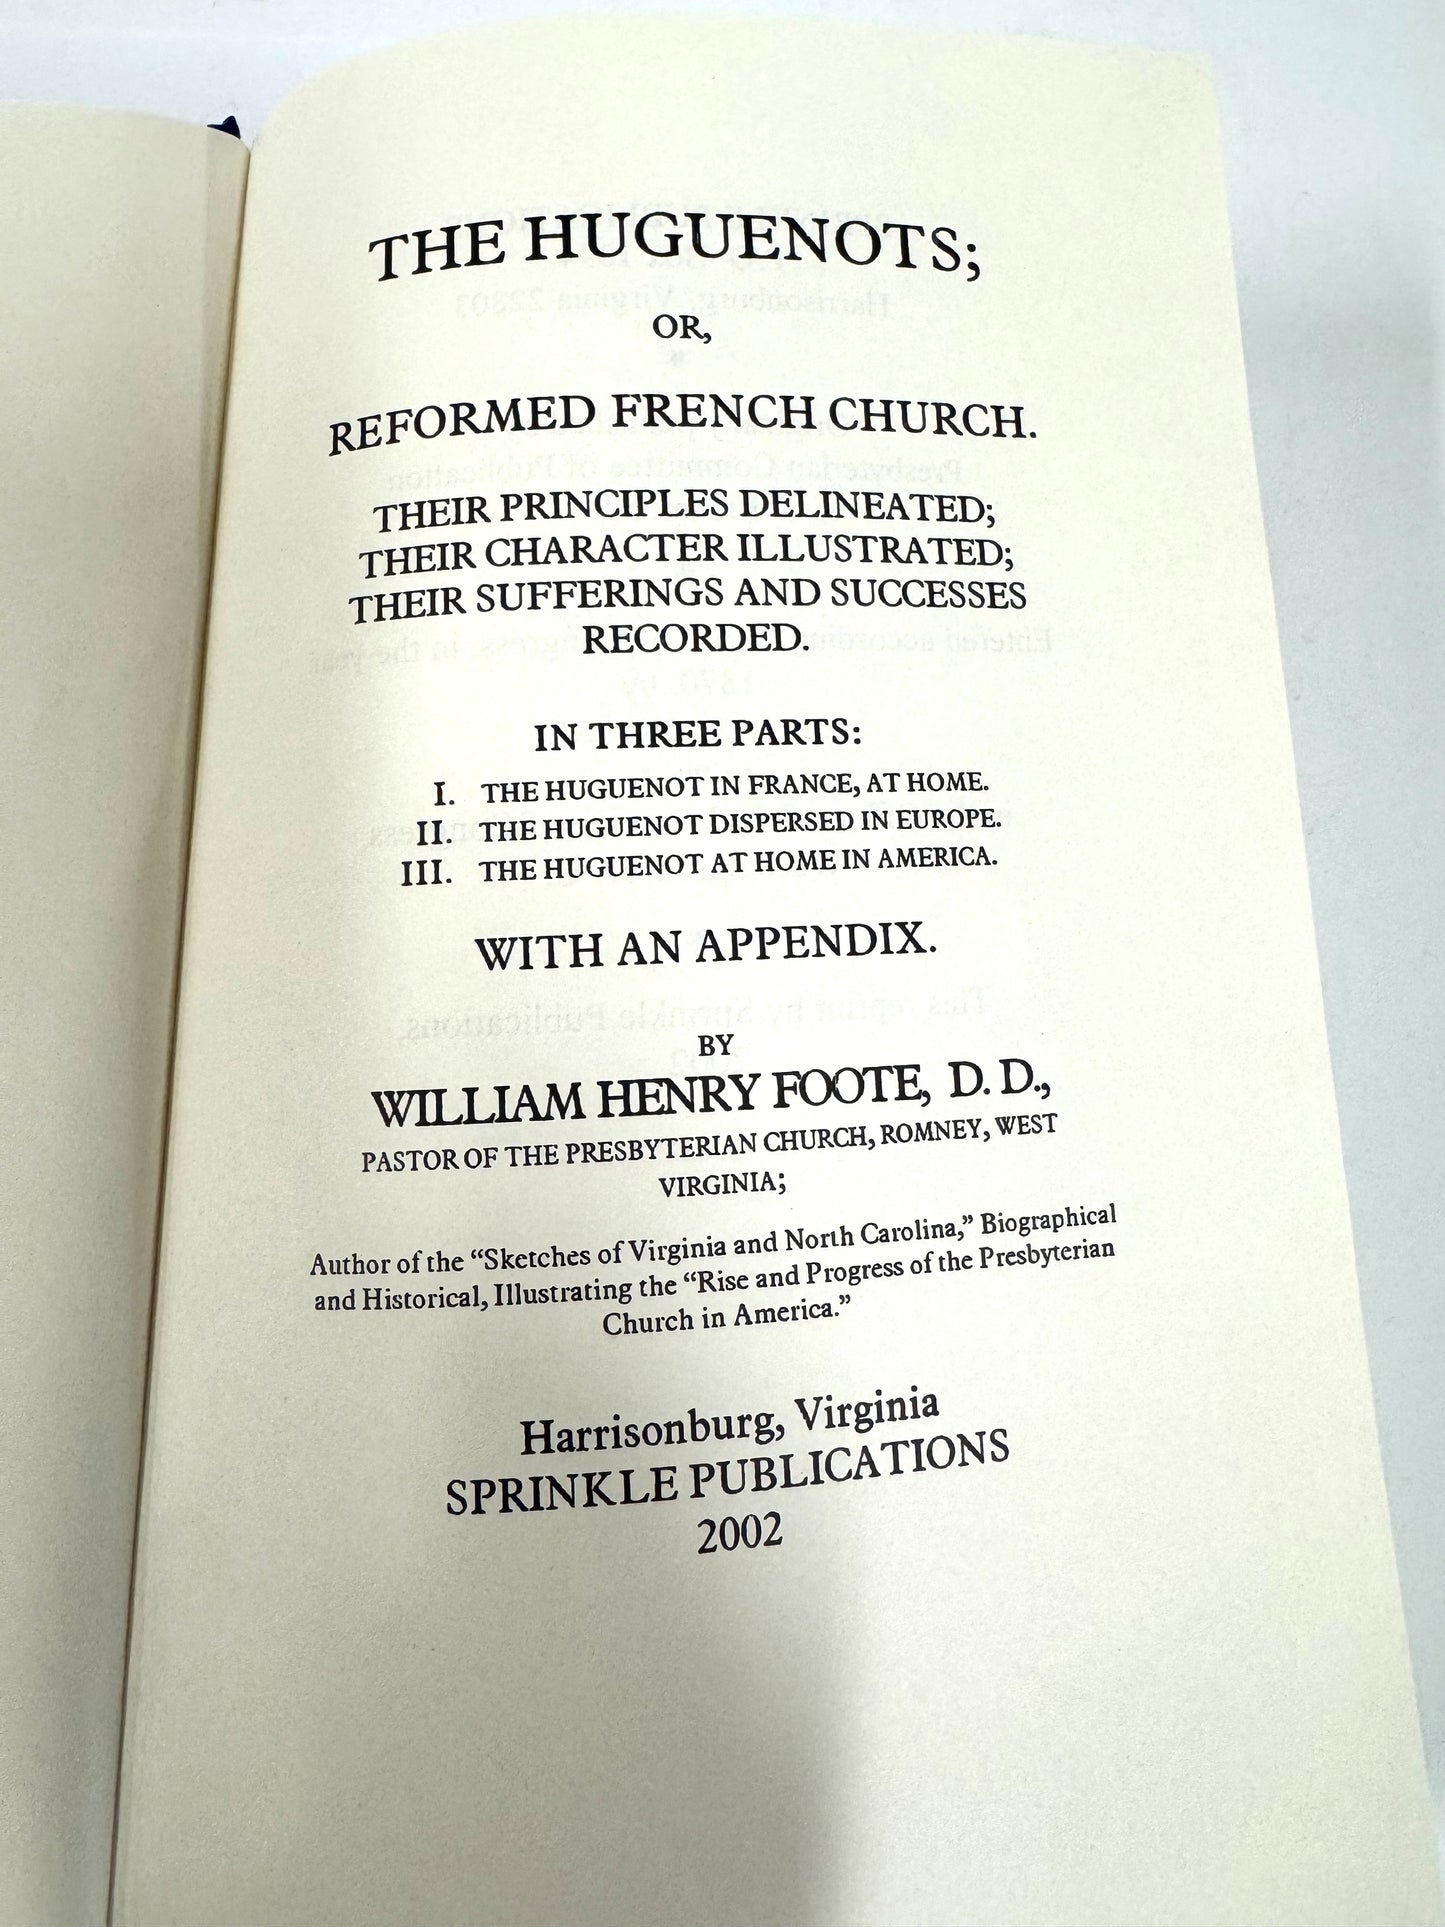 THE HUGUENOTS;
OR,
REFORMED FRENCH CHURCH.
THEIR PRINCIPLES DELINEATED;
THEIR CHARACTER ILLUSTRATED;
THEIR SUFFERINGS AND SUCCESSES
RECORDED.
IN THREE PARTS:
I. THE HUGUENOT IN FRANCE, AT HOME.
II. THE HUGUENOT DISPERSED IN EUROPE.
III. THE HUGUENOT AT HOME IN AMERICA.
WITH AN APPENDIX.
BY
WILLIAM HENRY FOOTE, D. D.,
PASTOR OF THE PRESBYTERIAN CHURCH, ROMNEY, WEST
VIRGINIA;
Author of the “Sketches of Virginia and North Carolina,” Biographical
and Historical, Illustrating the “Rise and Progress of the Presbyterian
Church in America.”
Harrisonburg, Virginia
SPRINKLE PUBLICATIONS
2002